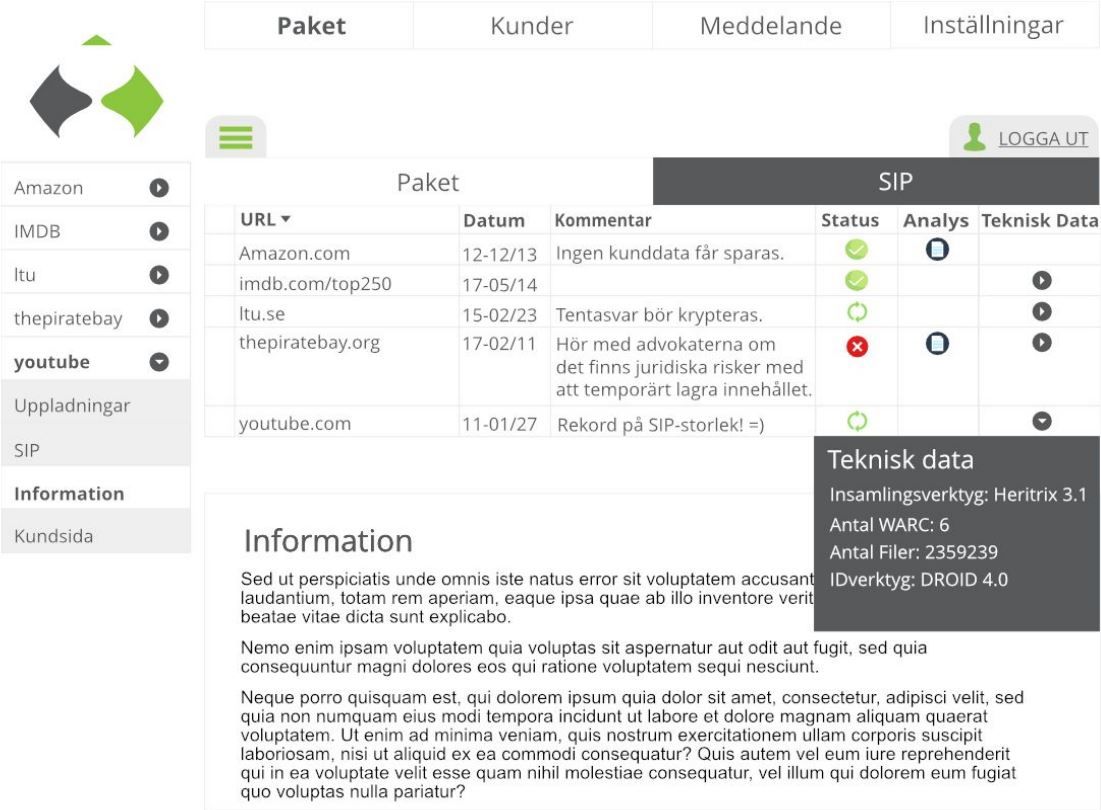 Paket Kunder Meddelande Inställningar
LOGGA UT
Amazon
IMDB
ltu
thepiratebay
youtube
Uppladningar
SIP
Information
Kundsida
Paket SIP
URL Datum Kommentar Status Analys Teknisk Data
Amazon.com 12-12/13 Ingen kunddata får sparas.
imdb.com/top250 17-05/14
ltu.se 15-02/23 Tentasvar bör krypteras.
thepiratebay.org 17-02/11 Hör med advokaterna om
det finns juridiska risker med
att temporärt lagra innehållet.
youtube.com 11-01/27 Rekord på SIP-storlek! =)
Teknisk data
Insamlingsverktyg: Heritrix 3.1
Antal WARC: 6
Antal Filer: 2359239
IDverktyg: DROID 4.0
Information
Sed ut perspiciatis unde omnis iste natus error sit voluptatem accusant
laudantium, totam rem aperiam, eaque ipsa quae ab illo inventore verit
beatae vitae dicta sunt explicabo.
Nemo enim ipsam voluptatem quia voluptas sit aspernatur aut odit aut fugit, sed quia
consequuntur magni dolores eos qui ratione voluptatem sequi nesciunt.
Neque porro quisquam est, qui dolorem ipsum quia dolor sit amet, consectetur, adipisci velit, sed
quia non numquam eius modi tempora incidunt ut labore et dolore magnam aliquam quaerat
voluptatem. Ut enim ad minima veniam, quis nostrum exercitationem ullam corporis suscipit
laboriosam, nisi ut aliquid ex ea commodi consequatur? Quis autem vel eum iure reprehenderit
qui in ea voluptate velit esse quam nihil molestiae consequatur, vel illum qui dolorem eum fugiat
quo voluptas nulla pariatur?